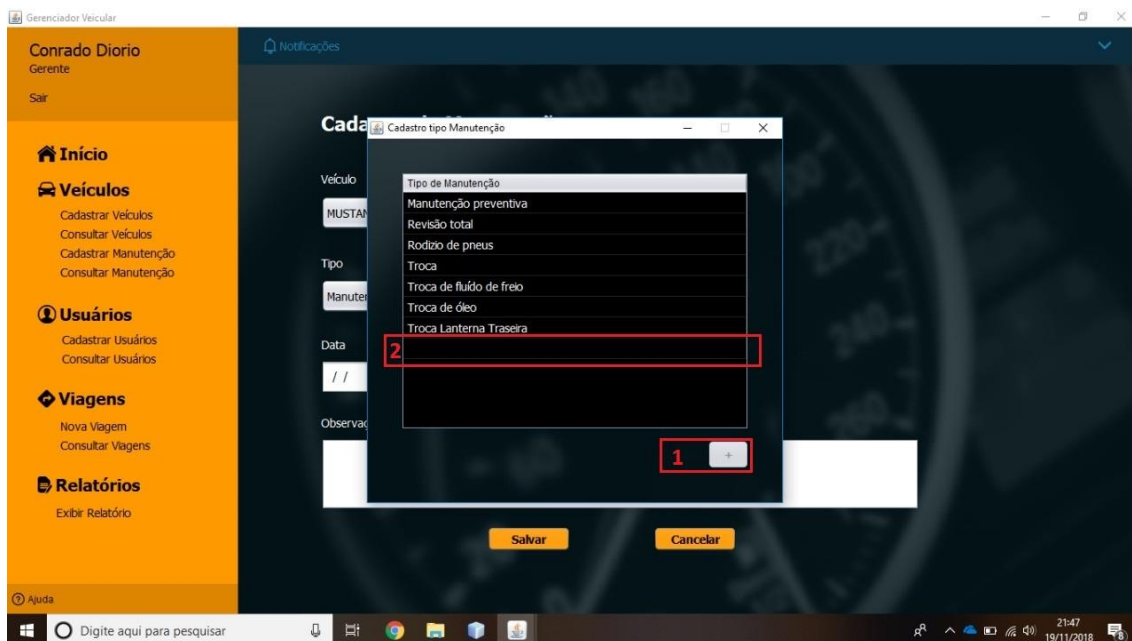 Gerenciador Veicular
Conrado Diorio
Gerente
Sair
Início
Veículos
Cadastrar Veículos
Consultar Veículos
Cadastrar Manutenção
Consultar Manutenção
Usuários
Cadastrar Usuários
Consultar Usuários
Viagens
Nova Viagem
Consultar Viagens
Relatórios
Exibir Relatório
Ajuda
Notificações
Cada
Veículo
MUSTAN
Tipo
Manuten
Data
/ /
Observaç
Cadastro tipo Manutenção
Tipo de Manutenção
Manutenção preventiva
Revisão total
Rodizio de pneus
Troca
Troca de fluído de freio
Troca de óleo
Troca Lanterna Traseira
2
1 +
Salvar Cancelar
Digite aqui para pesquisar
21:47
19/11/2018